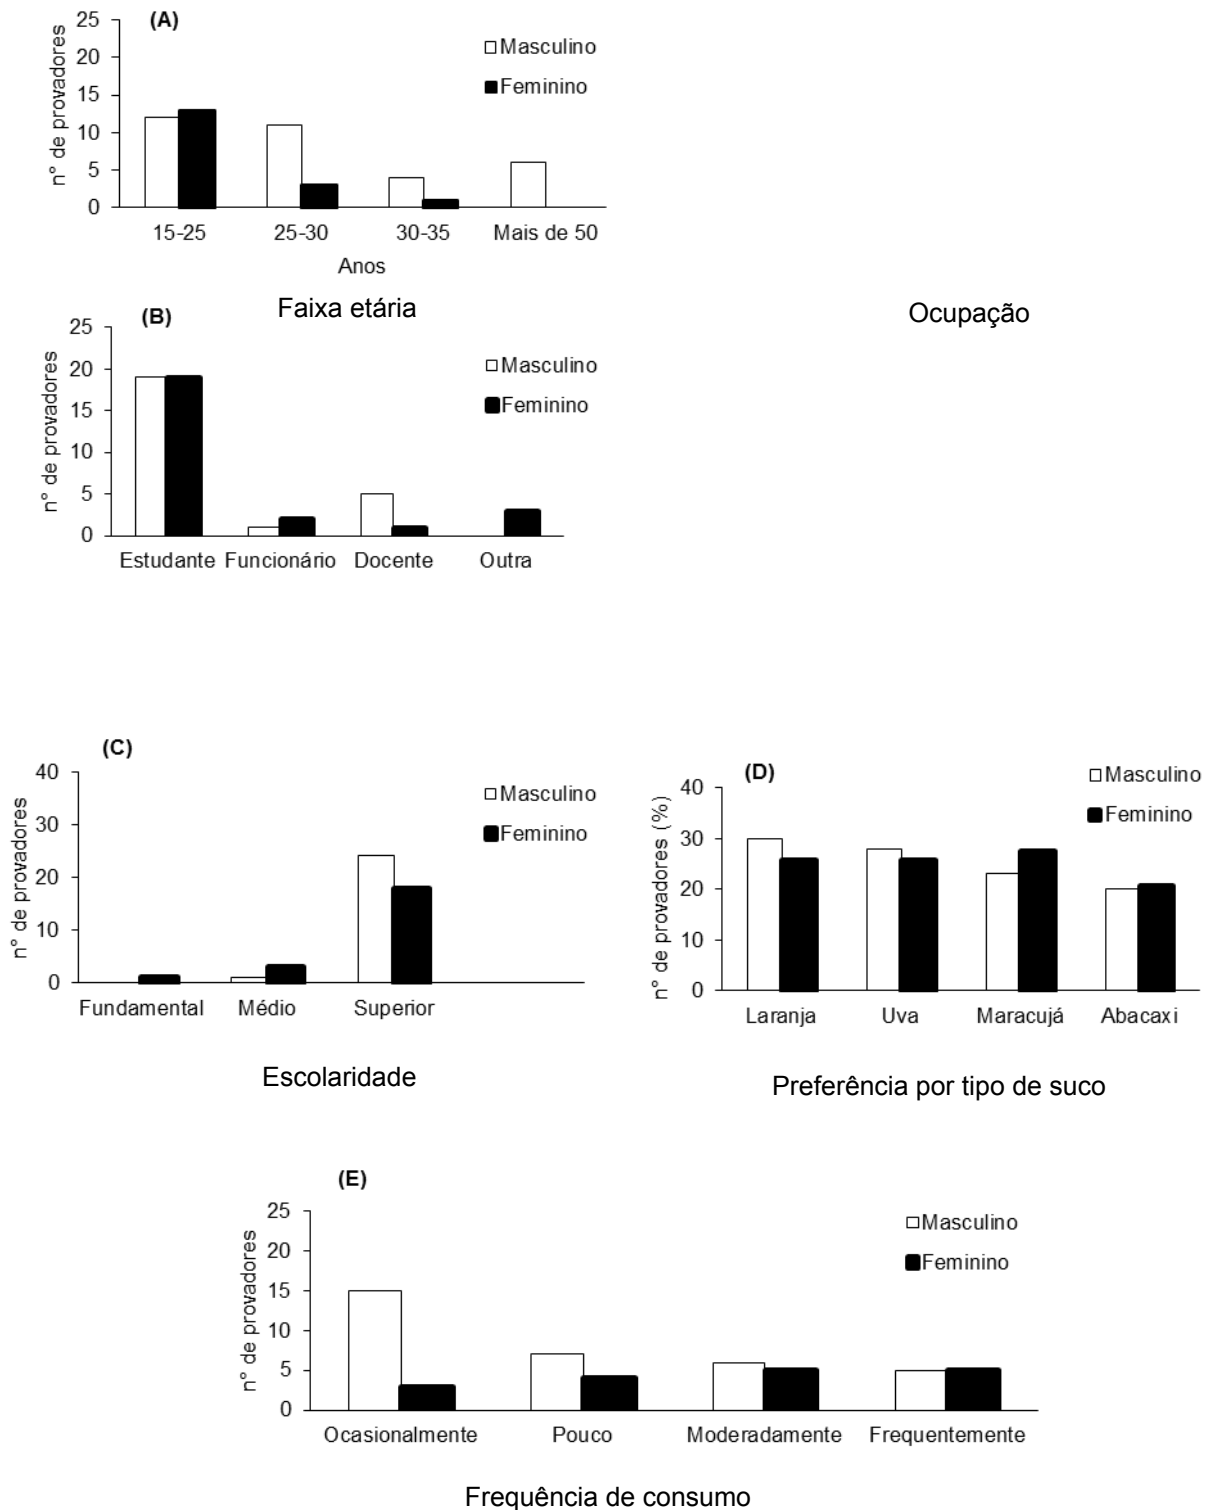 (A)
25
20
15
10
5
0
n° de provadores
Masculino
Feminino
15-25 25-30 30-35 Mais de 50
Anos
Faixa etária
Ocupação
(B)
25
20
15
10
5
0
n° de provadores
Masculino
Feminino
Estudante Funcionário Docente Outra
(C)
40
30
20
10
0
n° de provadores
Masculino
Feminino
Fundamental Médio Superior
Escolaridade
(D)
40
30
20
10
0
n° de provadores (%)
Masculino
Feminino
Laranja Uva Maracujá Abacaxi
Preferência por tipo de suco
(E)
25
20
15
10
5
0
n° de provadores
Masculino
Feminino
Ocasionalmente Pouco Moderadamente Frequentemente
Frequência de consumo